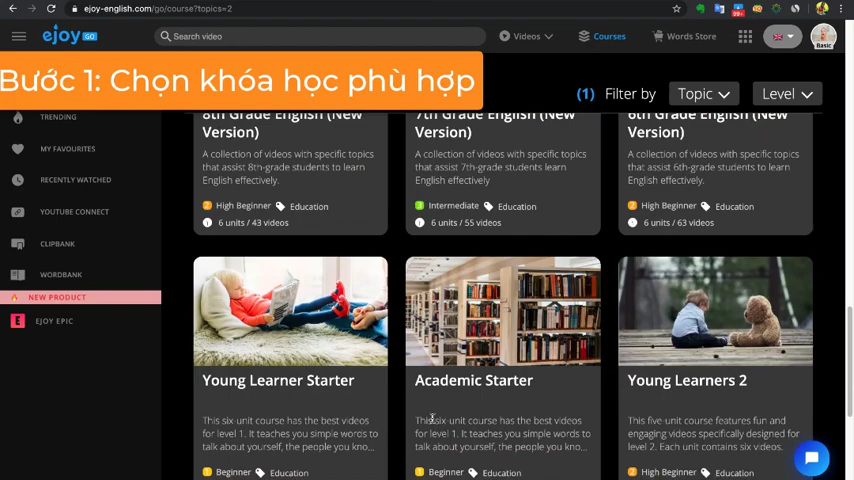 ejoy-english.com/go/course?topics=2
99+
ejoy GO
Search video
Videos
Courses
Words Store
Basic
Bước 1: Chọn khóa học phù hợp
(1) Filter by
Topic
Level
TRENDING
MY FAVOURITES
RECENTLY WATCHED
YOUTUBE CONNECT
CLIPBANK
WORDBANK
NEW PRODUCT
E EJOY EPIC
8th Grade English (New
Version)
A collection of videos with specific topics
that assist 8th-grade students to learn
English effectively.
2 High Beginner Education
6 units / 43 videos
7th Grade English (New
Version)
A collection of videos with specific topics
that assist 7th-grade students to learn
English effectively
3 Intermediate Education
6 units / 55 videos
6th Grade English (New
Version)
A collection of videos with specific topics
that assist 6th-grade students to learn
English effectively.
2 High Beginner Education
6 units / 63 videos
Young Learner Starter
This six-unit course has the best videos
for level 1. It teaches you simple words to
talk about yourself, the people you kno...
1 Beginner Education
Academic Starter
This six-unit course has the best videos
for level 1. It teaches you simple words to
talk about yourself, the people you kno...
1 Beginner Education
Young Learners 2
This five-unit course features fun and
engaging videos specifically designed for
level 2. Each unit contains six videos.
2 High Beginner Education